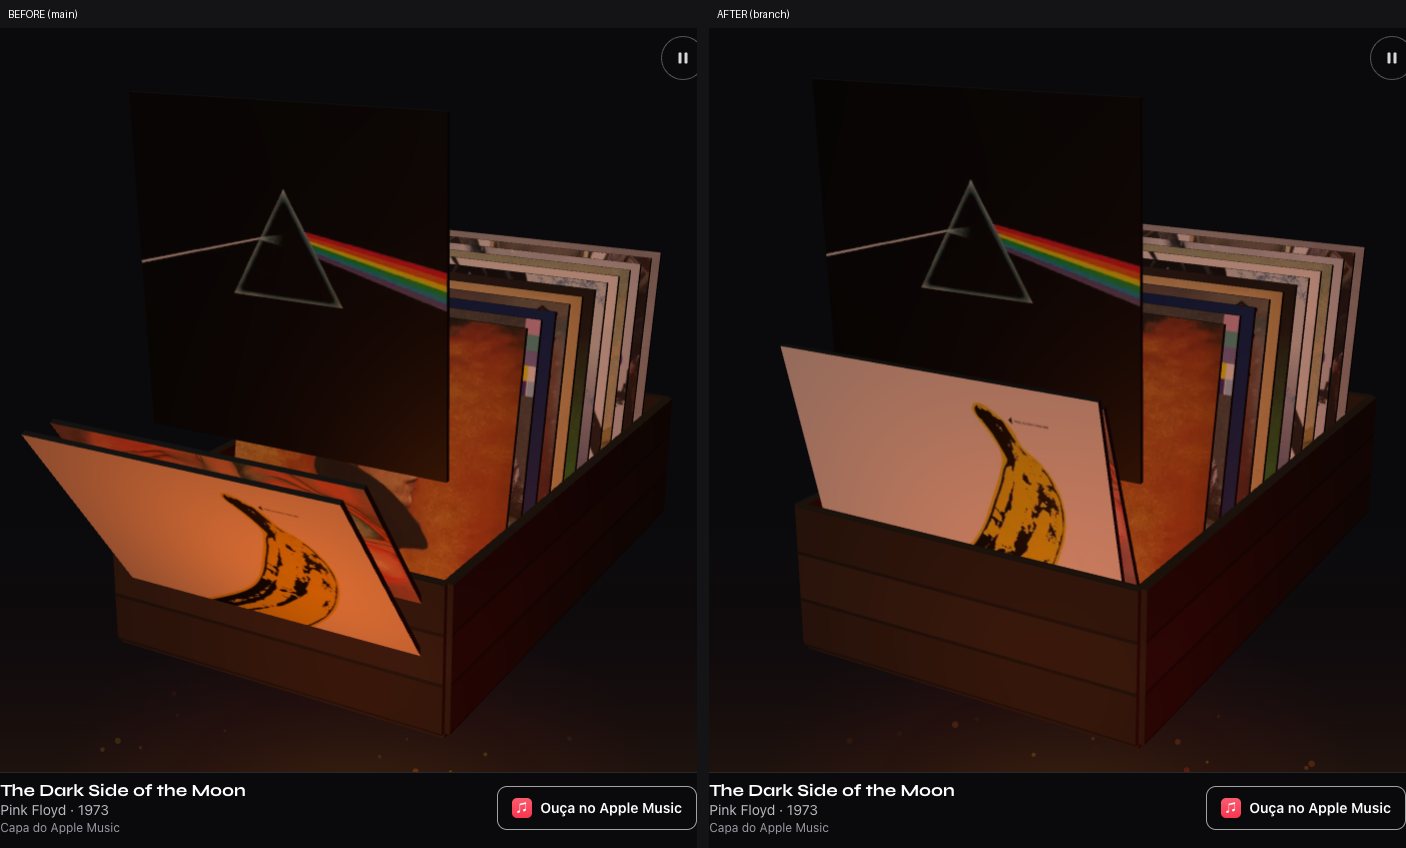 BEFORE (main)
The Dark Side of the Moon
Pink Floyd · 1973
Capa do Apple Music
Ouça no Apple Music
AFTER (branch)
The Dark Side of the Moon
Pink Floyd · 1973
Capa do Apple Music
Ouça no Apple Music